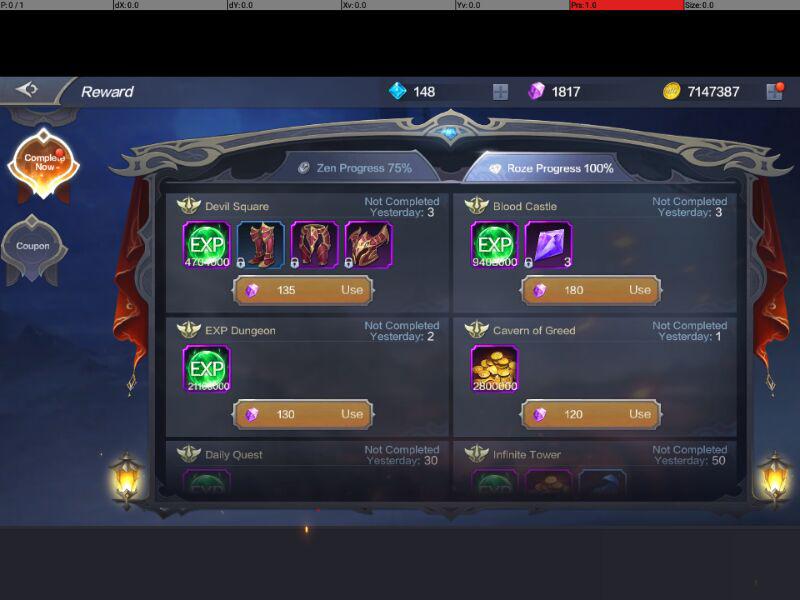 P: 0 / 1 dX: 0.0 dY: 0.0 Xv: 0.0 Yv: 0.0 Prs: 1.0 Size: 0.0
Reward 148 1817 7147387
Complete Now
Coupon
Zen Progress 75% Roze Progress 100%
Devil Square Not Completed
Yesterday: 3
EXP
135 Use
Blood Castle Not Completed
Yesterday: 3
EXP
3
180 Use
EXP Dungeon Not Completed
Yesterday: 2
EXP
130 Use
Cavern of Greed Not Completed
Yesterday: 1
2800000
120 Use
Daily Quest Not Completed
Yesterday: 30
EXP
Infinite Tower Not Completed
Yesterday: 50
EXP